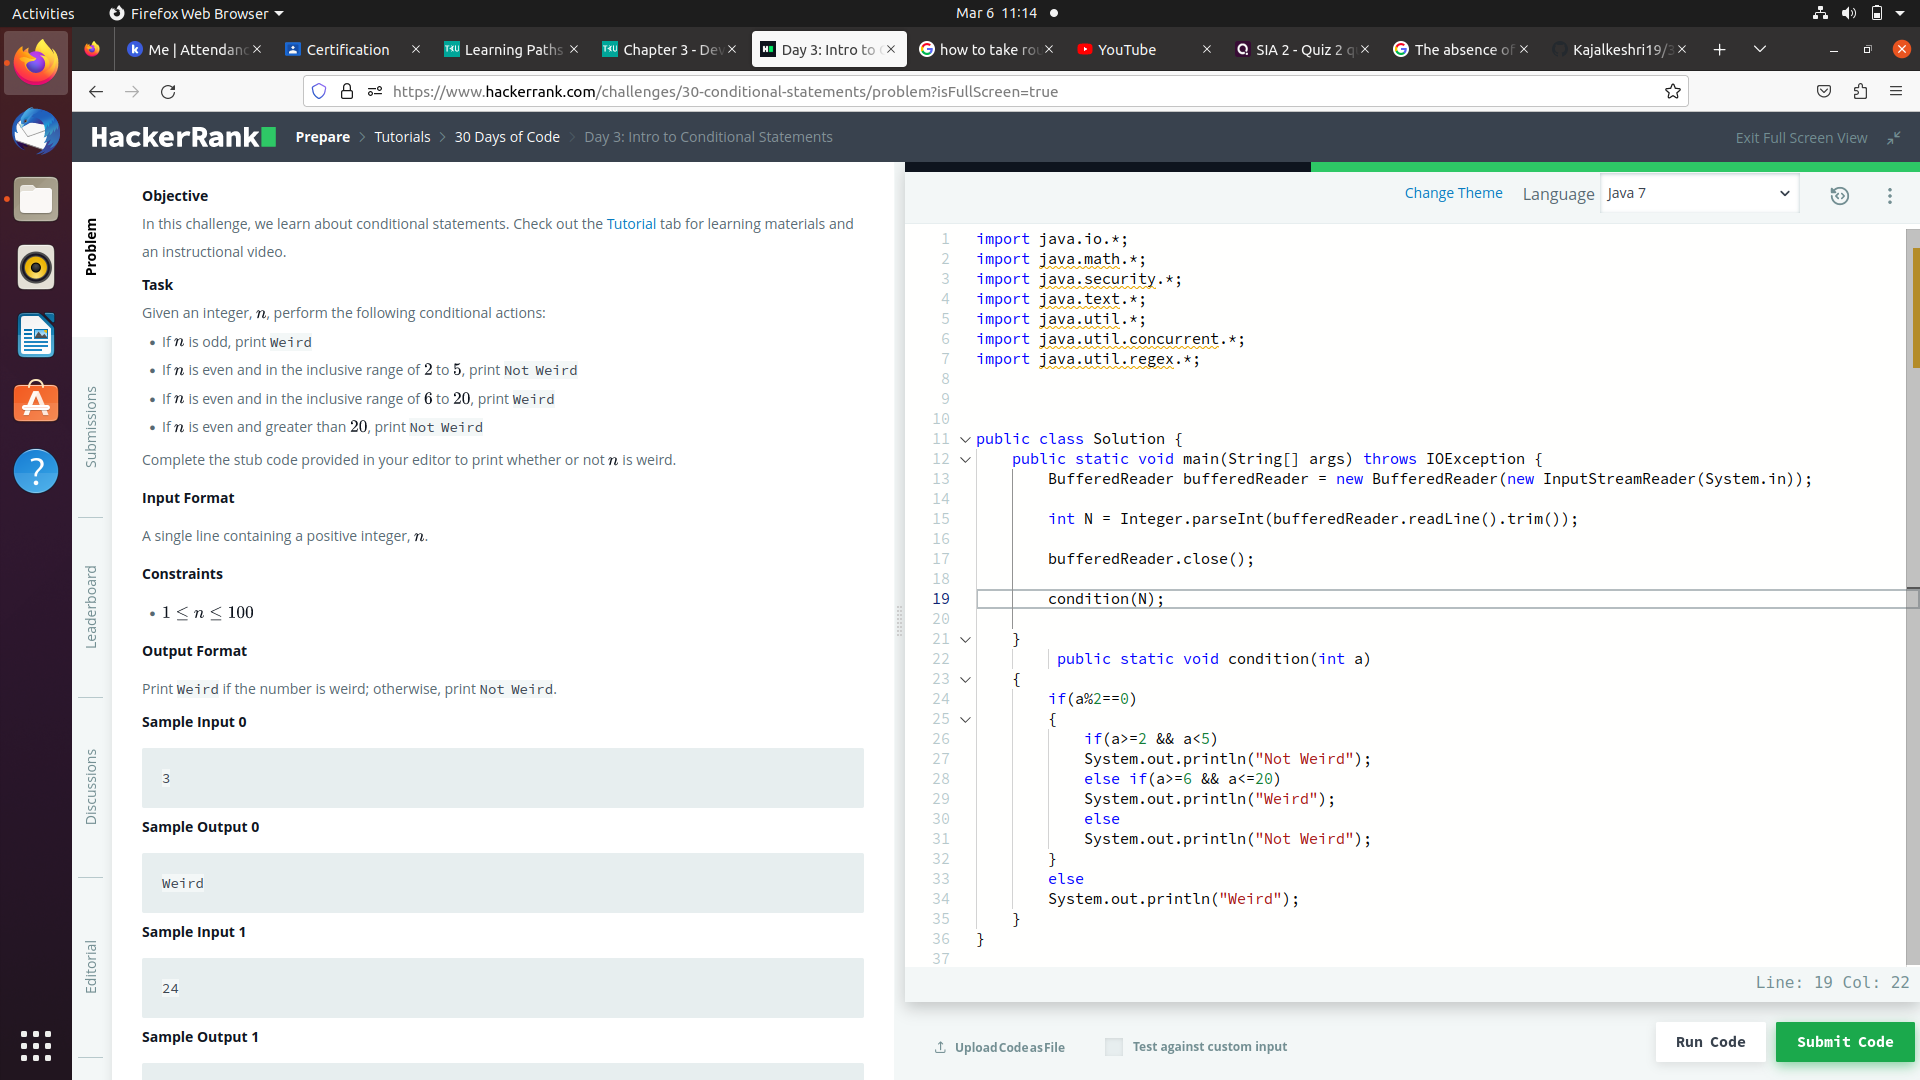 Activities
Firefox Web Browser
Mar 6 11:14
Me | Attendanc
Certification
Learning Paths
Chapter 3 - Dev
Day 3: Intro to C
how to take ro
YouTube
SIA 2 - Quiz 2 q
The absence of
Kajalkeshri19/3
https://www.hackerrank.com/challenges/30-conditional-statements/problem?isFullScreen=true
HackerRank
Prepare > Tutorials > 30 Days of Code > Day 3: Intro to Conditional Statements
Exit Full Screen View
Problem
Submissions
Leaderboard
Discussions
Editorial
Objective
In this challenge, we learn about conditional statements. Check out the Tutorial tab for learning materials and
an instructional video.
Task
Given an integer, n, perform the following conditional actions:
• If n is odd, print Weird
• If n is even and in the inclusive range of 2 to 5, print Not Weird
• If n is even and in the inclusive range of 6 to 20, print Weird
• If n is even and greater than 20, print Not Weird
Complete the stub code provided in your editor to print whether or not n is weird.
Input Format
A single line containing a positive integer, n.
Constraints
• 1 ≤ n ≤ 100
Output Format
Print Weird if the number is weird; otherwise, print Not Weird.
Sample Input 0
3
Sample Output 0
Weird
Sample Input 1
24
Sample Output 1
Change Theme
Language
Java 7
1 import java.io.*;
2 import java.math.*;
3 import java.security.*;
4 import java.text.*;
5 import java.util.*;
6 import java.util.concurrent.*;
7 import java.util.regex.*;
8
9
10
11 public class Solution {
12 public static void main(String[] args) throws IOException {
13 BufferedReader bufferedReader = new BufferedReader(new InputStreamReader(System.in));
14
15 int N = Integer.parseInt(bufferedReader.readLine().trim());
16
17 bufferedReader.close();
18
19 condition(N);
20
21 }
22 public static void condition(int a)
23 {
24 if(a%2==0)
25 {
26 if(a>=2 && a<5)
27 System.out.println("Not Weird");
28 else if(a>=6 && a<=20)
29 System.out.println("Weird");
30 else
31 System.out.println("Not Weird");
32 }
33 else
34 System.out.println("Weird");
35 }
36 }
37
Line: 19 Col: 22
Upload Code as File
Test against custom input
Run Code
Submit Code